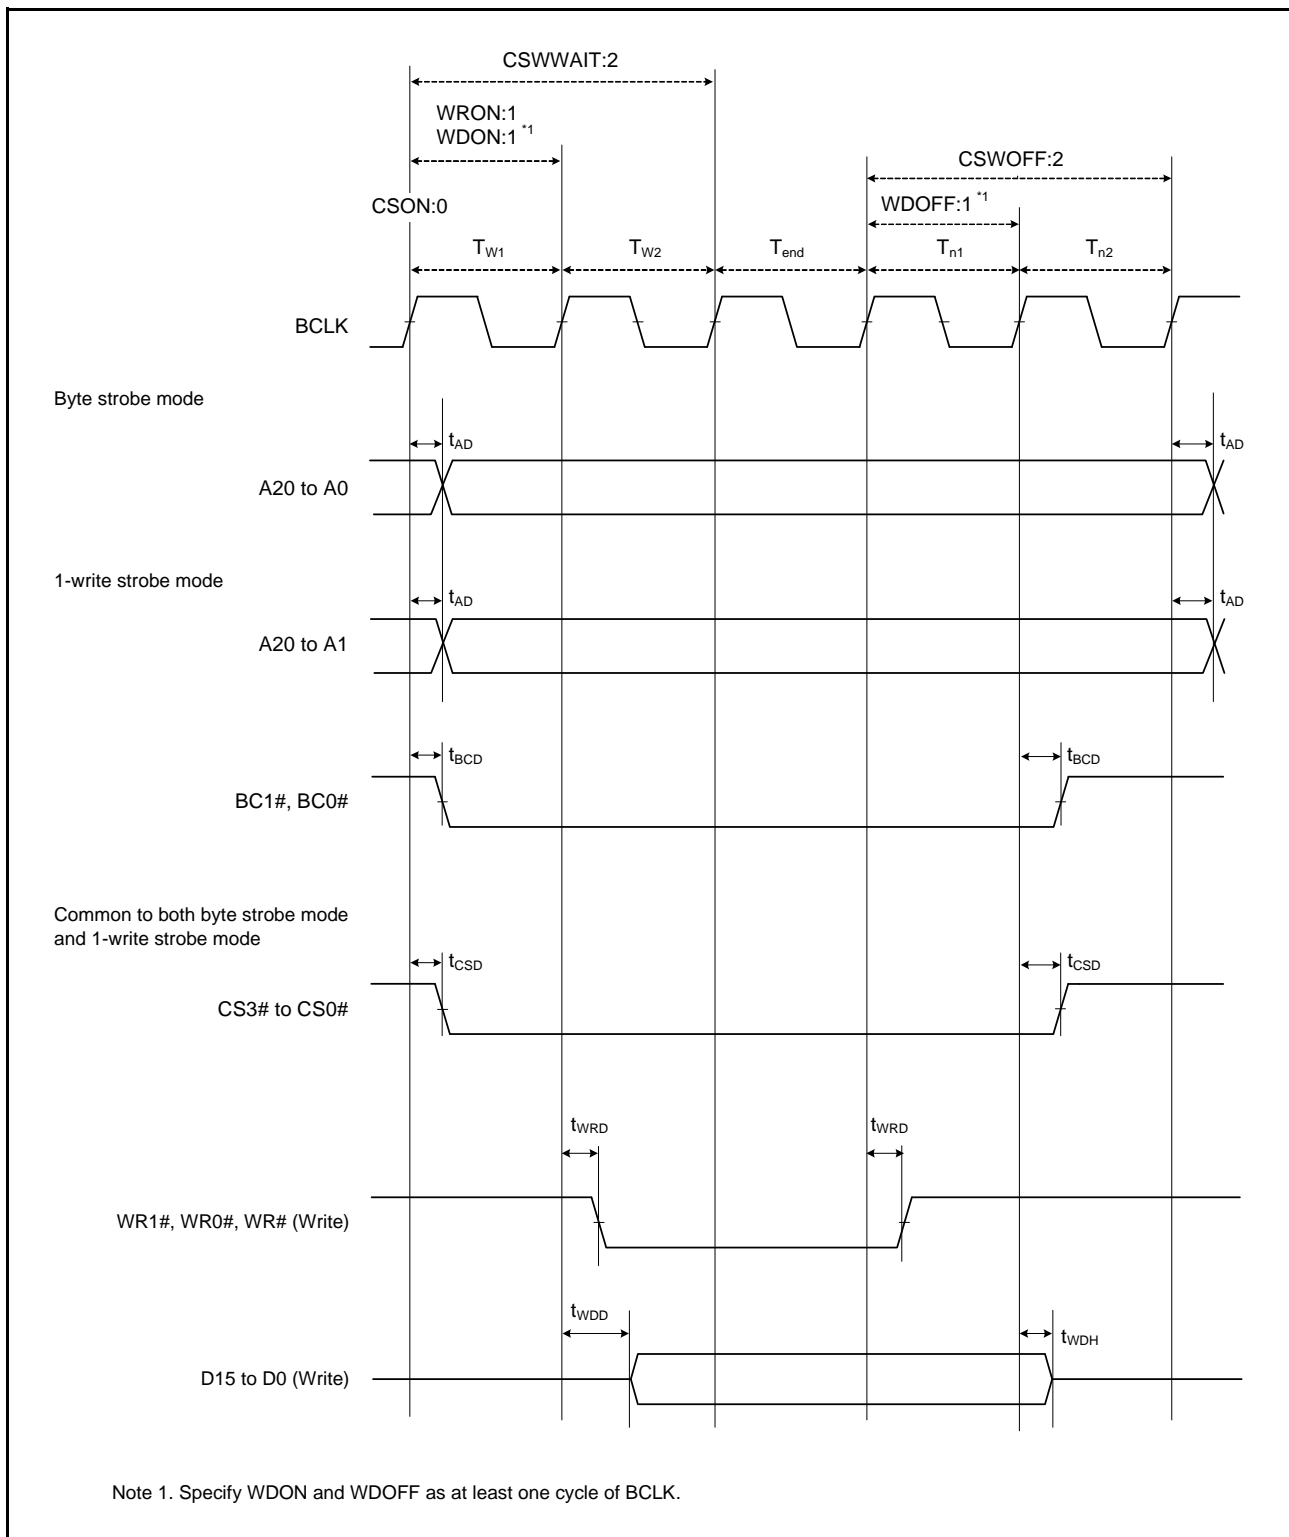 CSWWAIT:2
WRON:1
WDON:1 *1
CSWOFF:2
WDOFF:1 *1
CSON:0
TW1 TW2 Tend Tn1 Tn2
BCLK
Byte strobe mode
tAD tAD
A20 to A0
1-write strobe mode
tAD tAD
A20 to A1
tBCD tBCD
BC1#, BC0#
Common to both byte strobe mode
and 1-write strobe mode
tCSD tCSD
CS3# to CS0#
tWRD tWRD
WR1#, WR0#, WR# (Write)
tWDD tWDH
D15 to D0 (Write)
Note 1. Specify WDON and WDOFF as at least one cycle of BCLK.